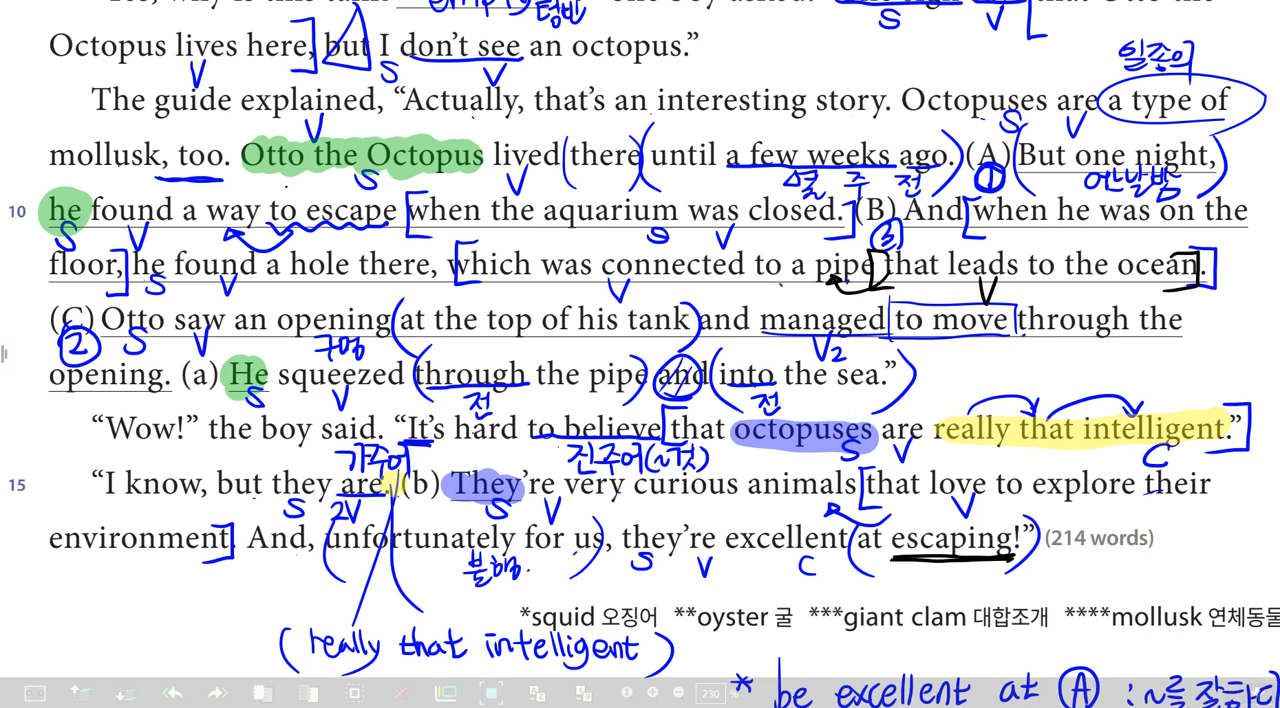 empty 텅빈
S V
Octopus lives here, but I don't see an octopus."
V S V
일종의
The guide explained, "Actually, that's an interesting story. Octopuses are a type of
V S V
mollusk, too. Otto the Octopus lived there until a few weeks ago. (A) But one night,
S V 주 전 ① 어느날밤
10 he found a way to escape when the aquarium was closed. (B) And when he was on the
S V S V ③
floor, he found a hole there, which was connected to a pipe that leads to the ocean.
S V V V
(C) Otto saw an opening at the top of his tank and managed to move through the
② S V 구멍 V2
opening. (a) He squeezed through the pipe and into the sea."
S V 전 전
"Wow!" the boy said. "It's hard to believe that octopuses are really that intelligent."
가주어 진주어(~것) S V C
15 "I know, but they are. (b) They're very curious animals that love to explore their
S 2V S V V
environment. And, unfortunately for us, they're excellent at escaping!" (214 words)
불행. S V C
*squid 오징어 **oyster 굴 ***giant clam 대합조개 ****mollusk 연체동물
(really that intelligent)
230
* be excellent at Ⓐ : ~를 잘하다